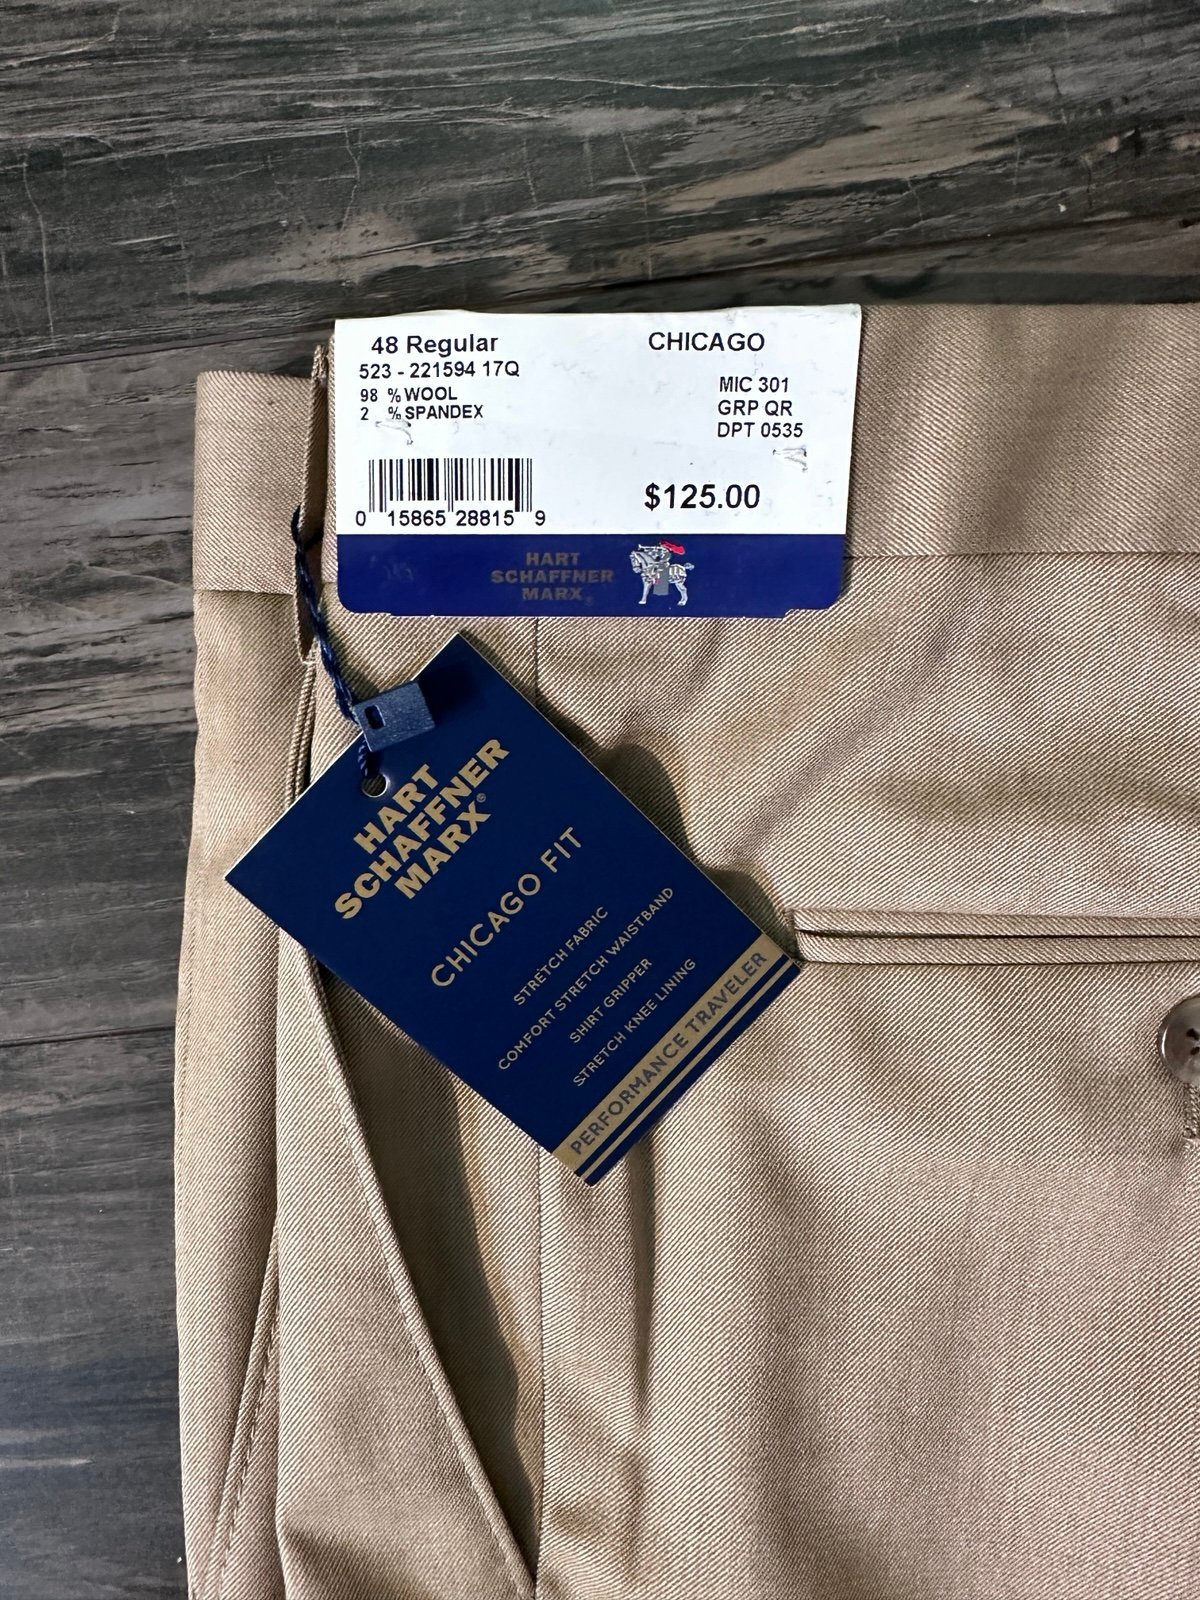 48 Regular
CHICAGO
523 - 221594 17Q
98 % WOOL
2 % SPANDEX
MIC 301
GRP QR
DPT 0535
$125.00
0 15865 28815 9
HART
SCHAFFNER
MARX®
HART
SCHAFFNER
MARX®
CHICAGO FIT
STRETCH FABRIC
COMFORT STRETCH WAISTBAND
SHIRT GRIPPER
STRETCH KNEE LINING
PERFORMANCE TRAVELER